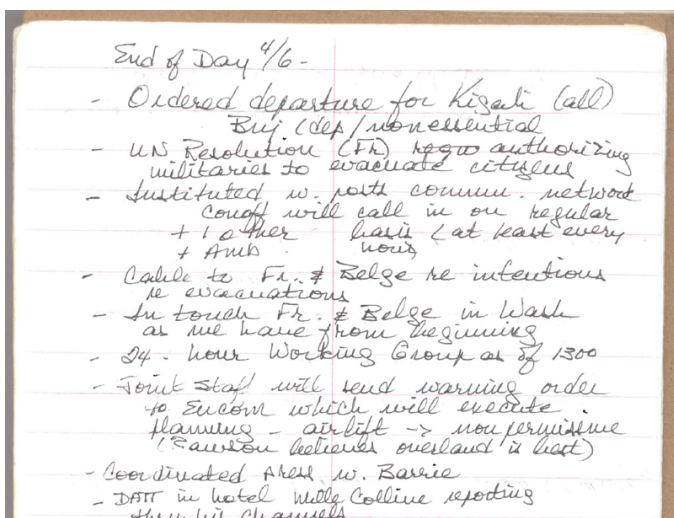 End of Day 4/6 -
- Ordered departure for Kigali (all)
Buj (dep/nonessential
- UN Resolution (Fr) authorizing
militaries to evacuate citizens
- Instituted w. posts commun. network
conoff will call in on regular
+ 1 other basis (at least every
+ Amb. hour)
- Cable to Fr. & Belge re intentions
re evacuations
- In touch Fr. & Belge in Wash
as we have from beginning
- 24-hour Working Group as of 1300
- Joint Staff will send warning order
to Eucom which will execute
planning - airlift -> nonpermissive
(Rawson believes overland is best)
- Coordinated press w. Barrie
- DATT in hotel Mille Colline reporting
thru his channels